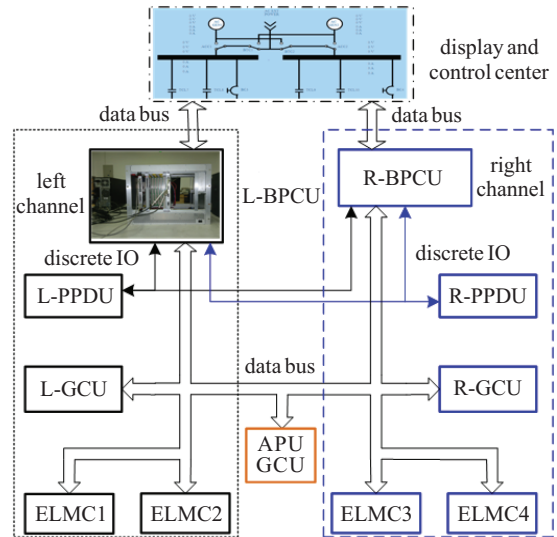 display and
control center
data bus
data bus
left
channel
L-BPCU
R-BPCU
right
channel
discrete IO
discrete IO
L-PPDU
R-PPDU
data bus
L-GCU
R-GCU
APU
GCU
ELMC1
ELMC2
ELMC3
ELMC4